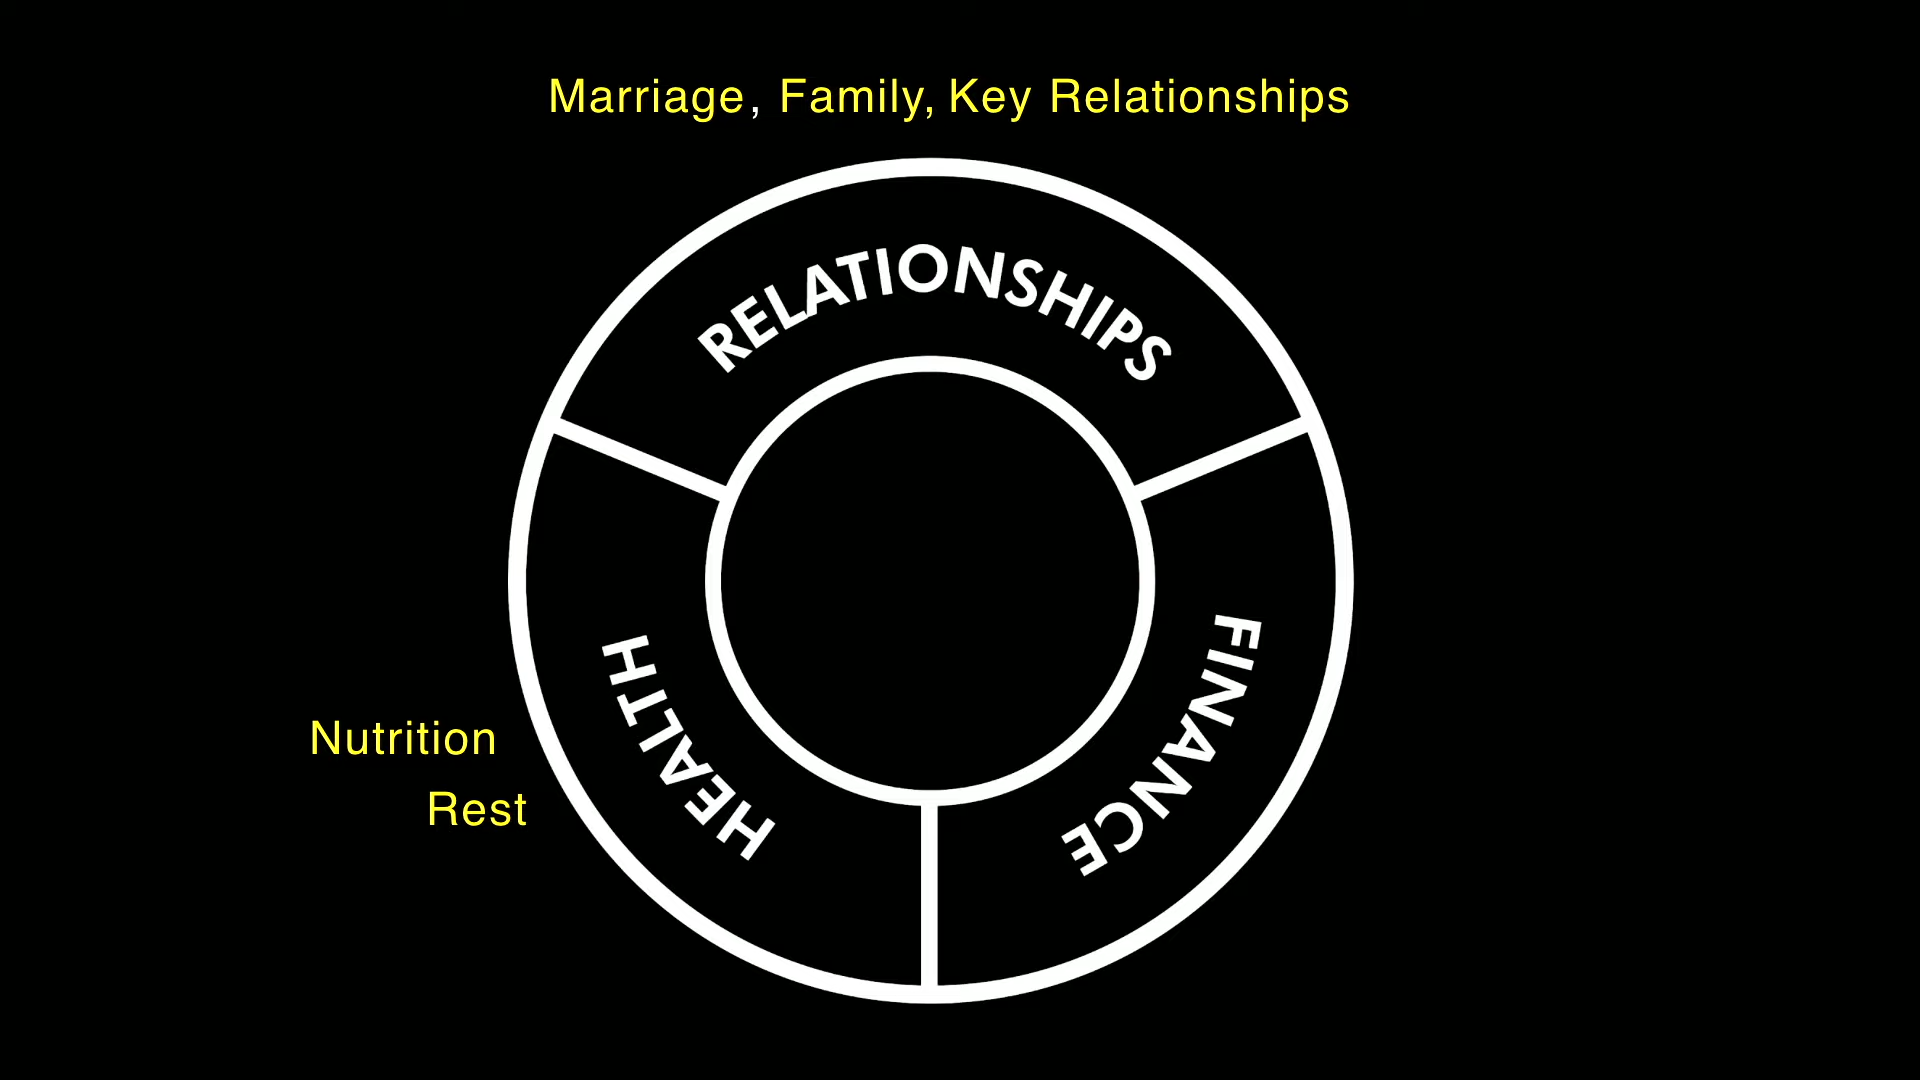 Marriage, Family, Key Relationships
RELATIONSHIPS
HEALTH
FINANCE
Nutrition
Rest